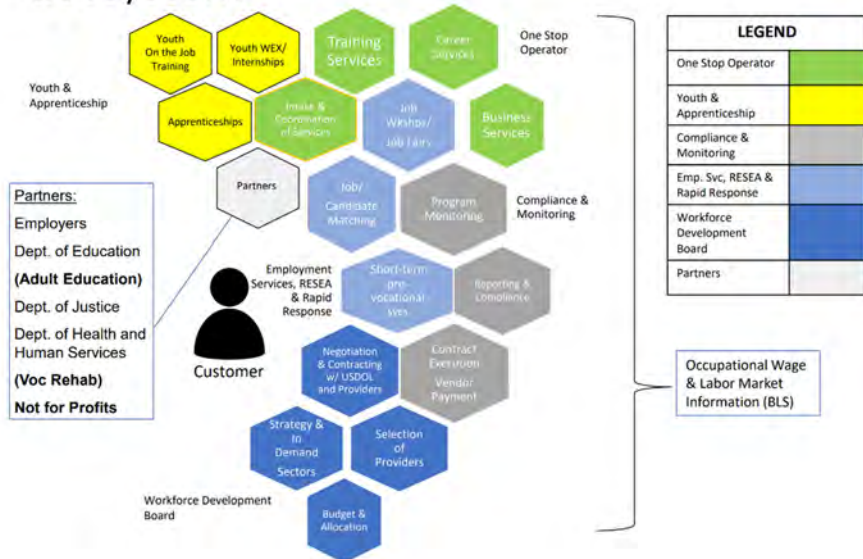 Youth
On the Job
Training
Youth WEX/
Internships
Training
Services
Career
Services
One Stop
Operator
Youth &
Apprenticeship
Apprenticeships
Intake &
Coordination
of Services
Job
Wkshps/
Job Fairs
Business
Services
Partners
Job/
Candidate
Matching
Program
Monitoring
Compliance &
Monitoring
Partners:
Employers
Dept. of Education
(Adult Education)
Dept. of Justice
Dept. of Health and
Human Services
(Voc Rehab)
Not for Profits
Customer
Employment
Services, RESEA
& Rapid
Response
Short-term
pre-
vocational
svcs
Reporting &
Compliance
Negotiation
& Contracting
w/ USDOL
and Providers
Contract
Execution
Vendor
Payment
Strategy &
In
Demand
Sectors
Selection
of
Providers
Workforce Development
Board
Budget &
Allocation
LEGEND
One Stop Operator
Youth &
Apprenticeship
Compliance &
Monitoring
Emp. Svc, RESEA &
Rapid Response
Workforce
Development
Board
Partners
Occupational Wage
& Labor Market
Information (BLS)